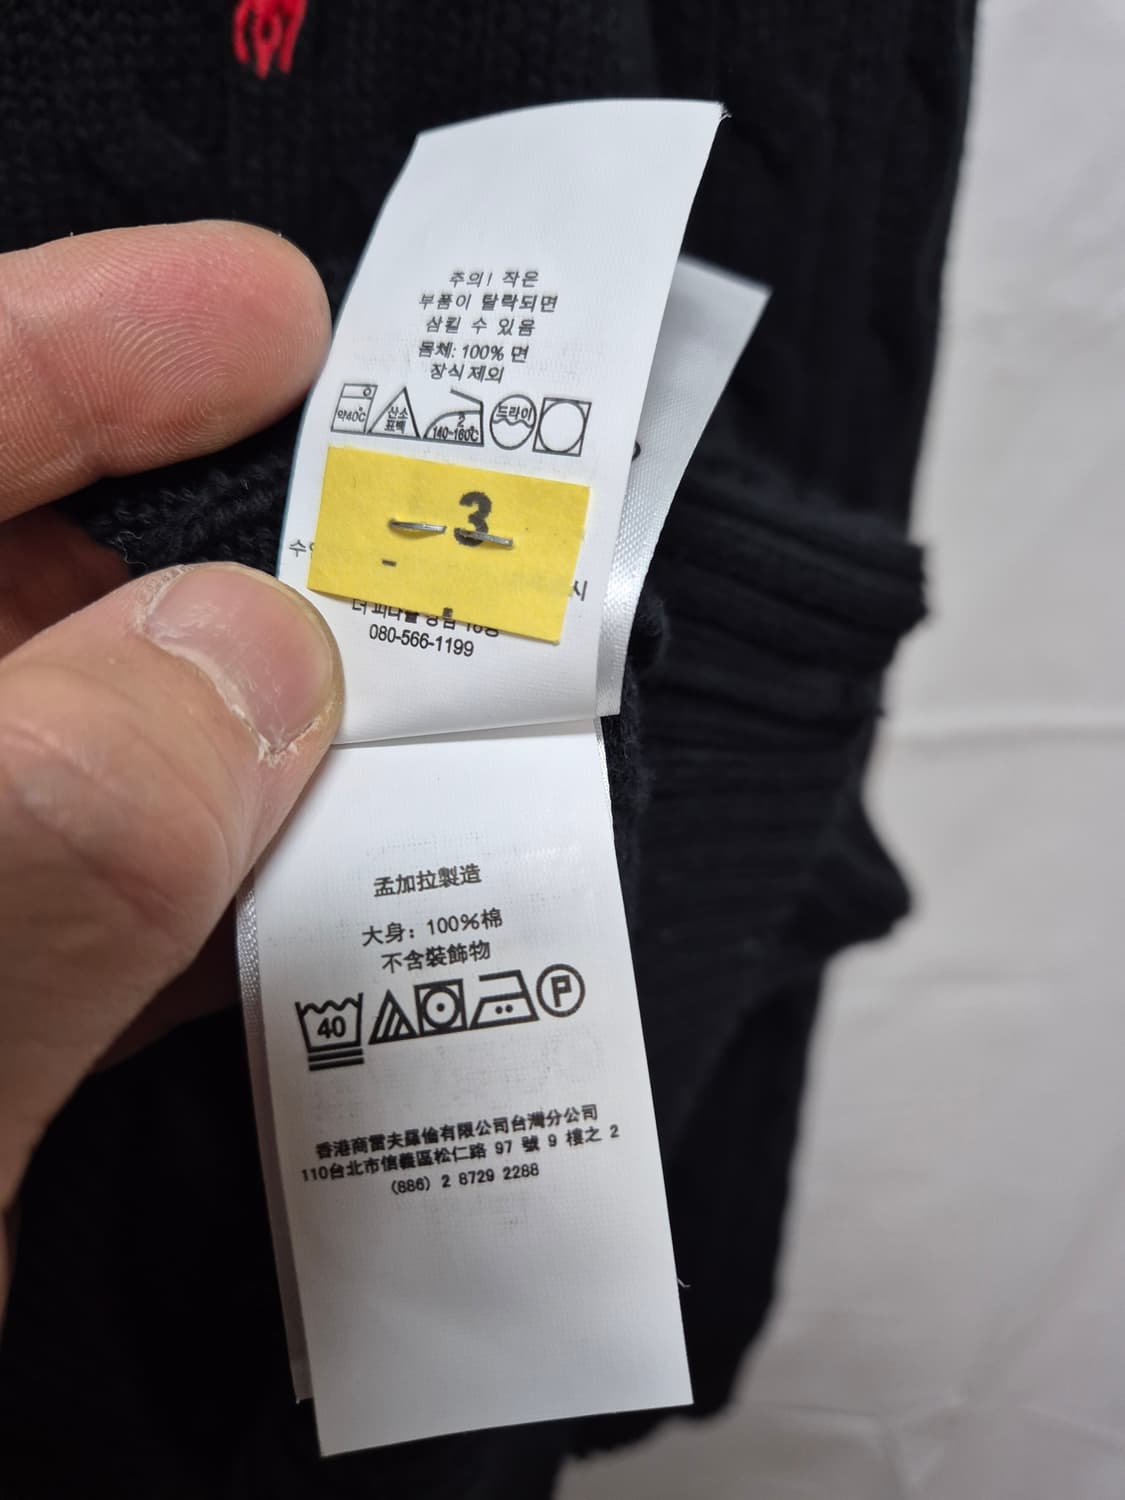 주의! 작은
부품이 탈락되면
삼킬 수 있음
몸체: 100% 면
장식 제외
약40℃
산소
표백
2
140~160℃
드라이
3
시
080-566-1199
孟加拉製造
大身: 100%棉
不含裝飾物
40
P
香港商雷夫羅倫有限公司台灣分公司
110台北市信義區松仁路 97 號 9 樓之 2
(886) 2 8729 2288